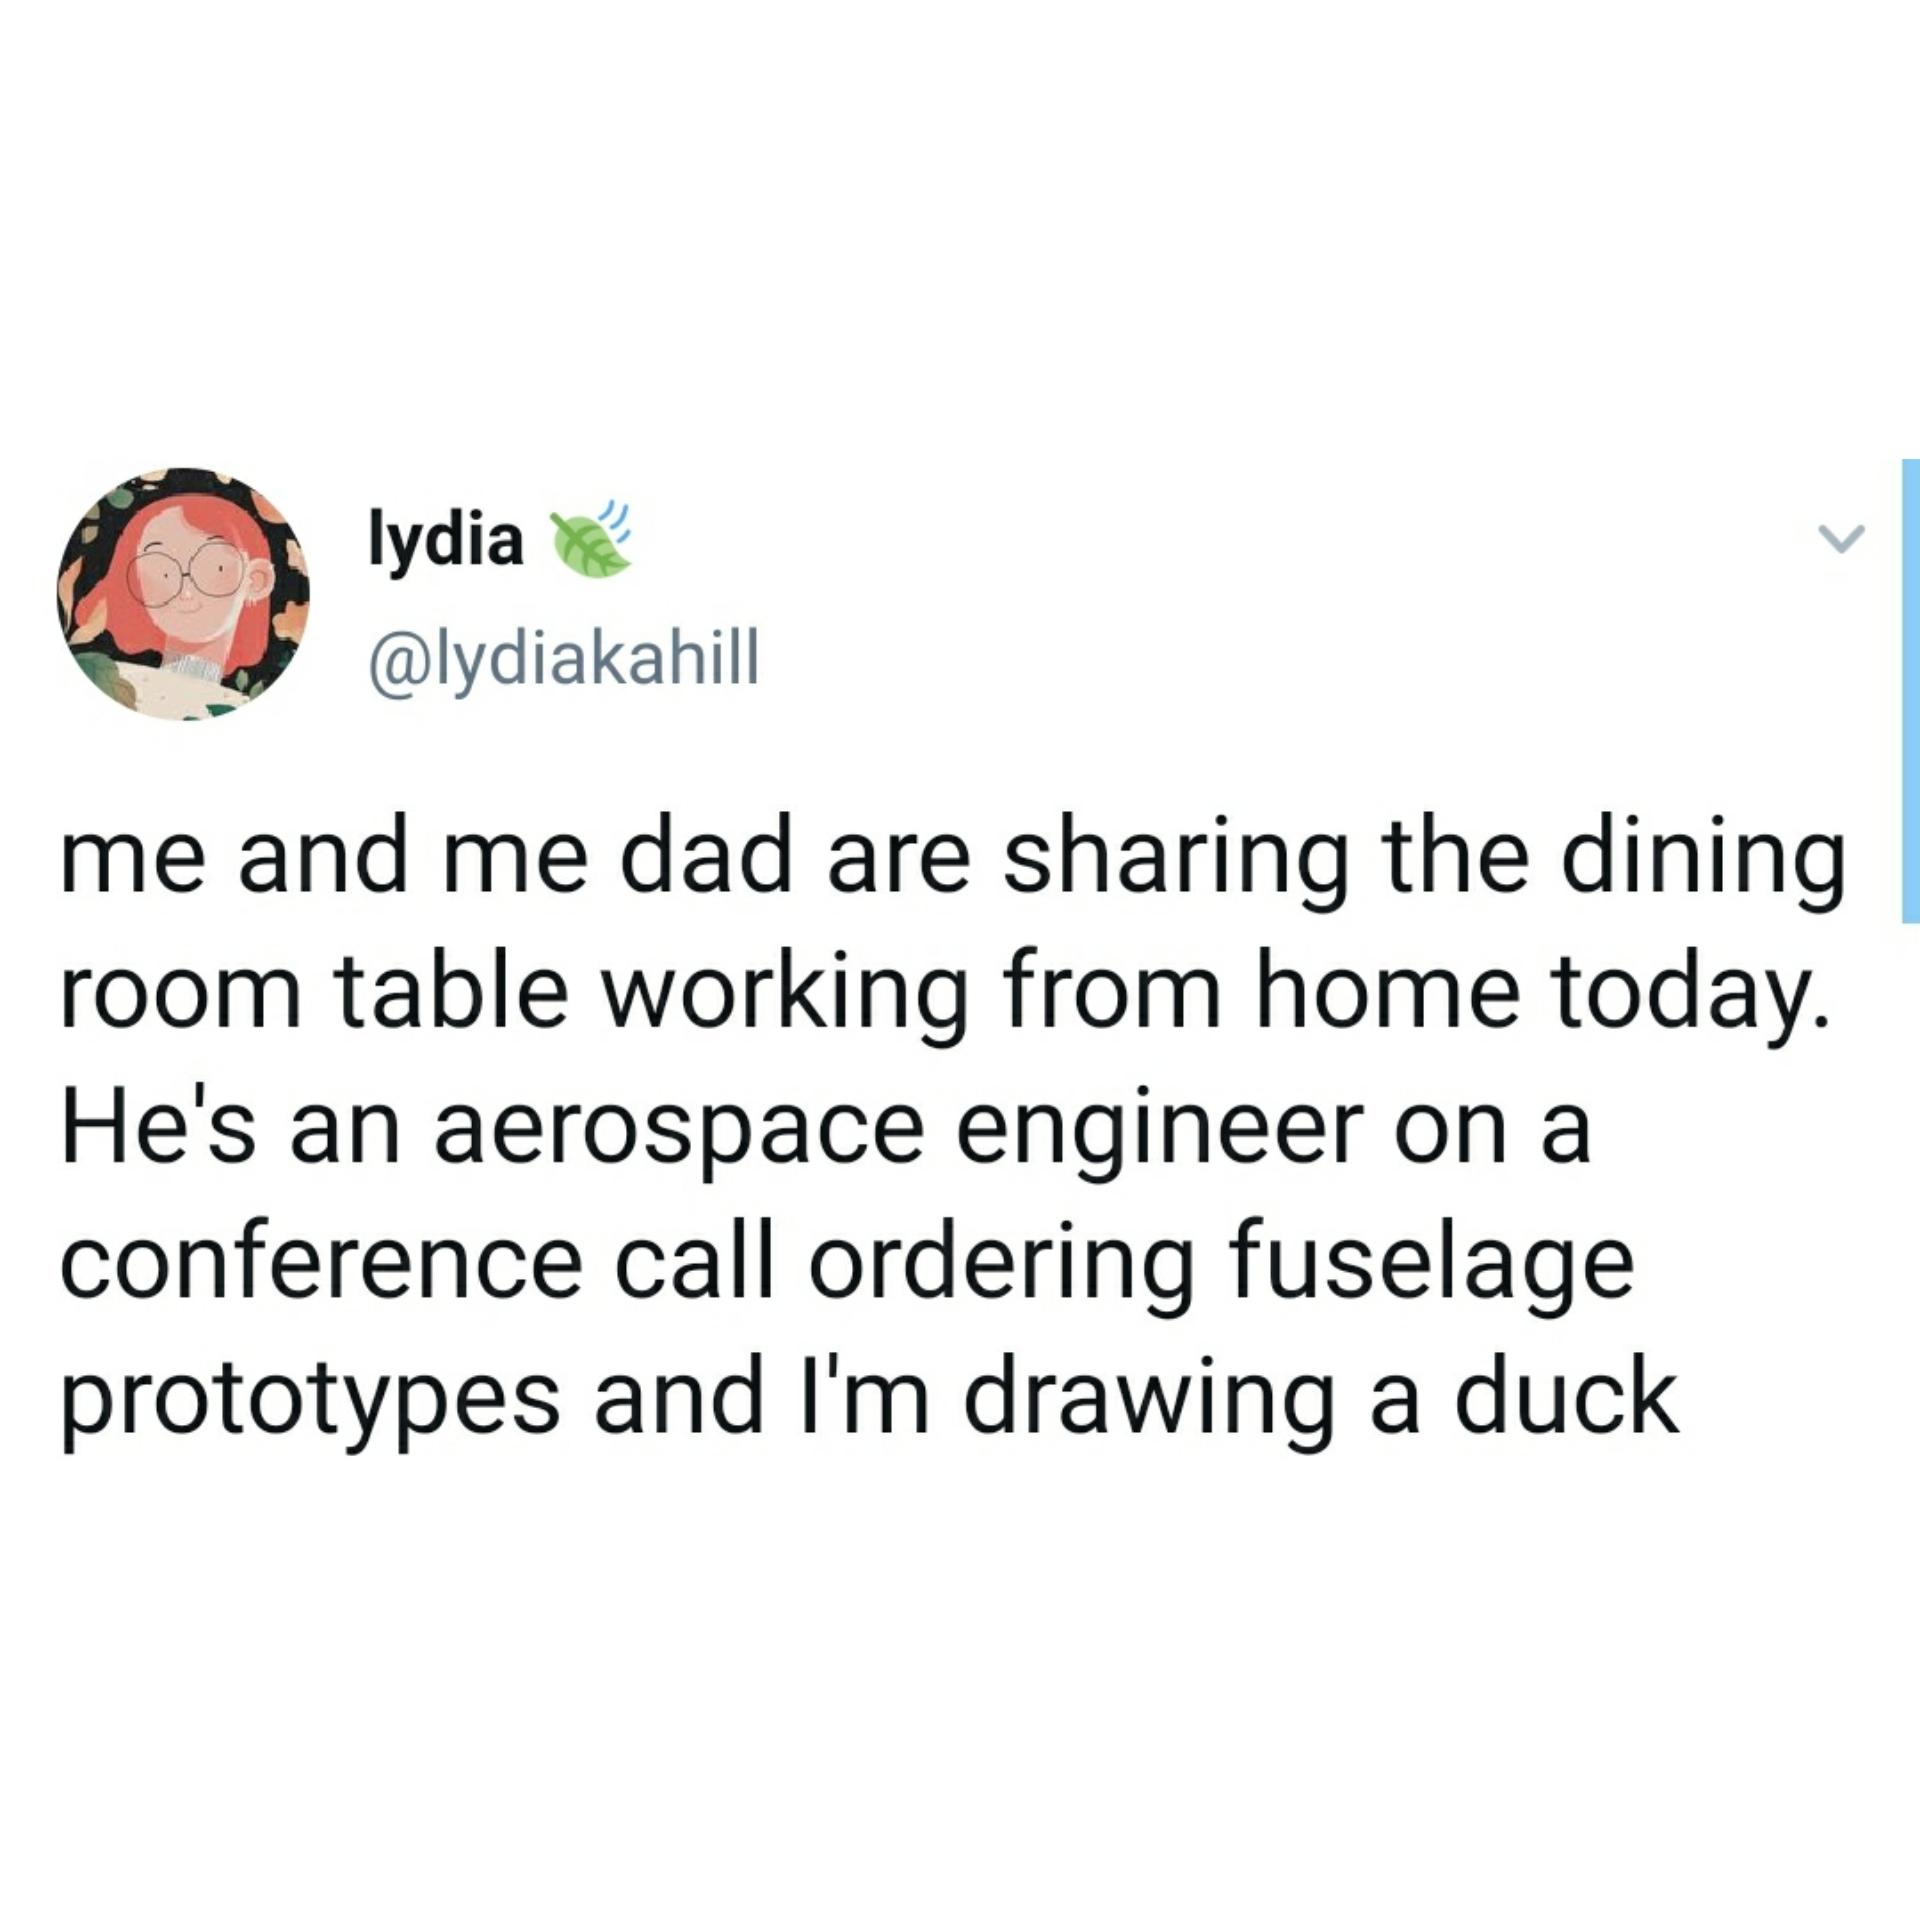 lydia 🍃
@lydiakahill
me and me dad are sharing the dining
room table working from home today.
He's an aerospace engineer on a
conference call ordering fuselage
prototypes and I'm drawing a duck